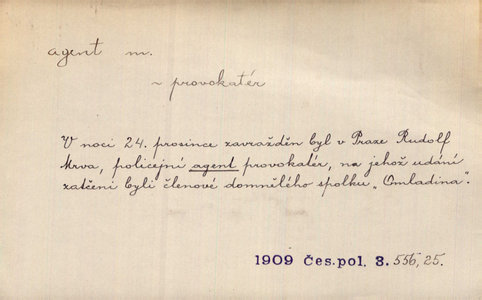 agent m.
~ provokatér
V noci 24. prosince zavražděn byl v Praze Rudolf
Mrva, policejní agent provokatér, na jehož udání
zatčeni byli členové domnělého spolku „Omladina".
1909 Čes. pol. 3. 556, 25.